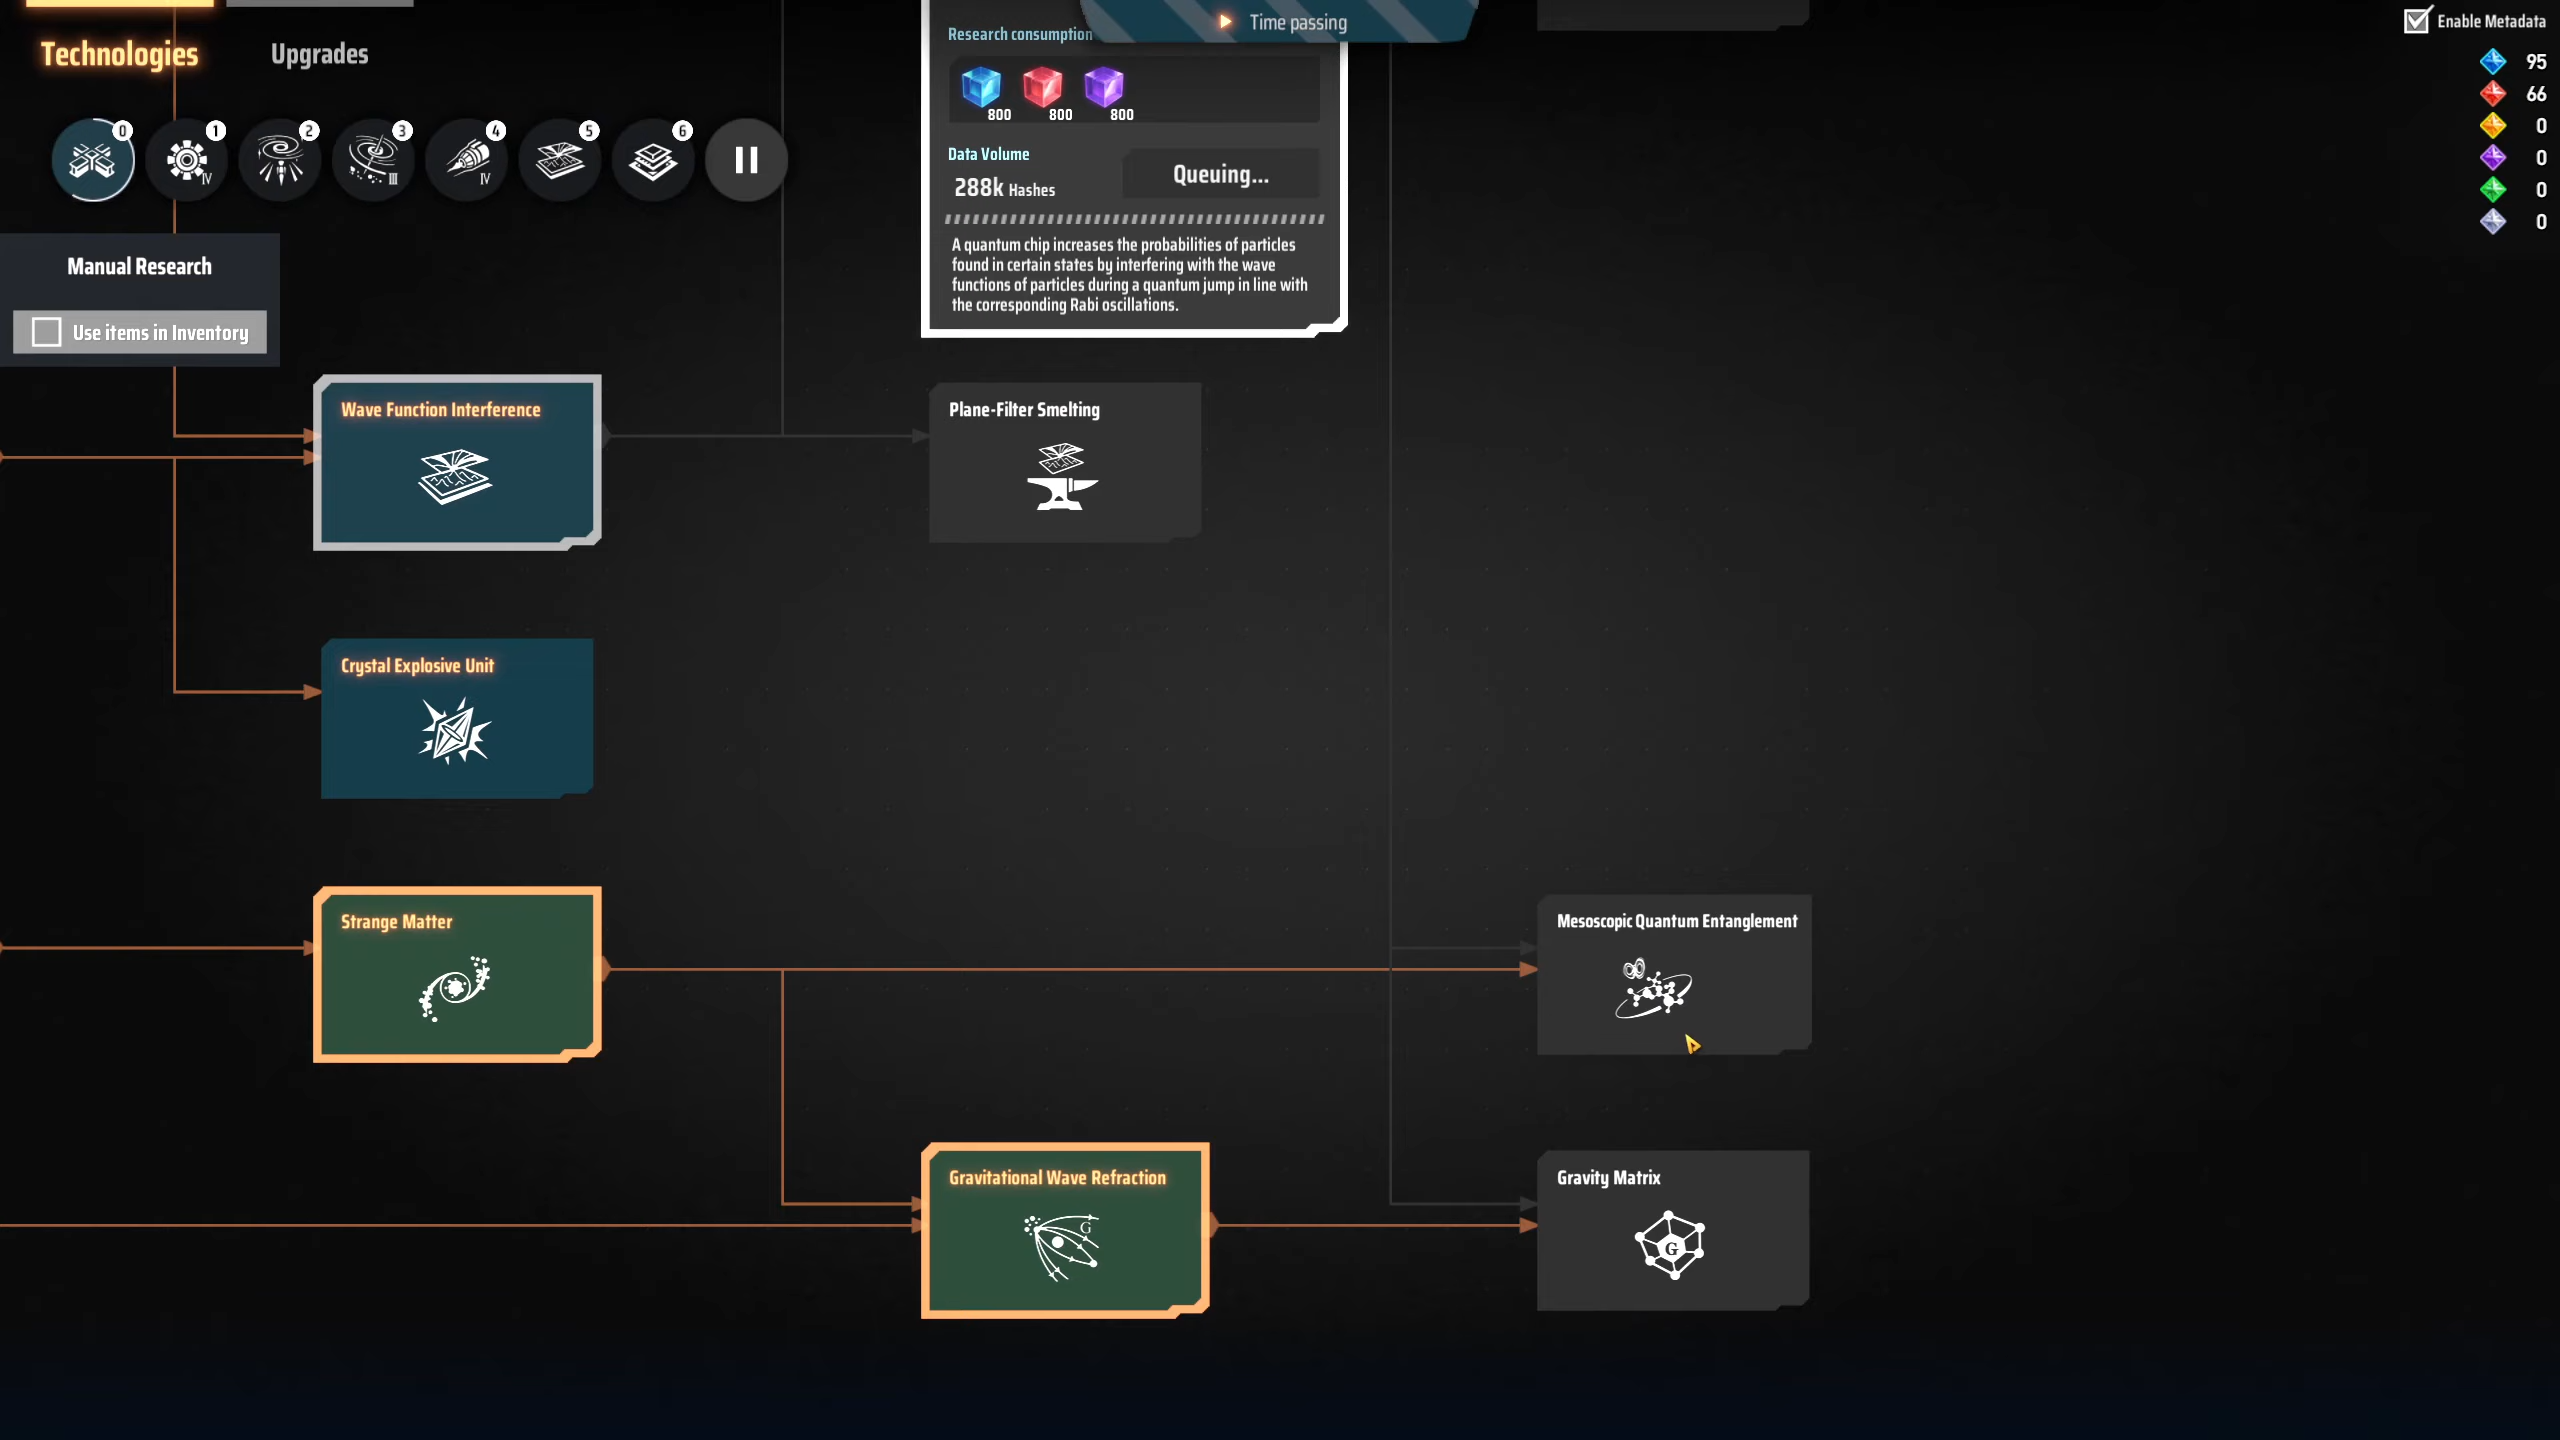 Technologies
Upgrades
Research consumption
Time passing
Enable Metadata
95
66
0
0
0
0
800
800
800
0
1
2
3
4
5
6
IV
III
IV
Data Volume
288k Hashes
Queuing...
A quantum chip increases the probabilities of particles
found in certain states by interfering with the wave
functions of particles during a quantum jump in line with
the corresponding Rabi oscillations.
Manual Research
Use items in Inventory
Wave Function Interference
Plane-Filter Smelting
Crystal Explosive Unit
Strange Matter
Mesoscopic Quantum Entanglement
Gravitational Wave Refraction
G
Gravity Matrix
G